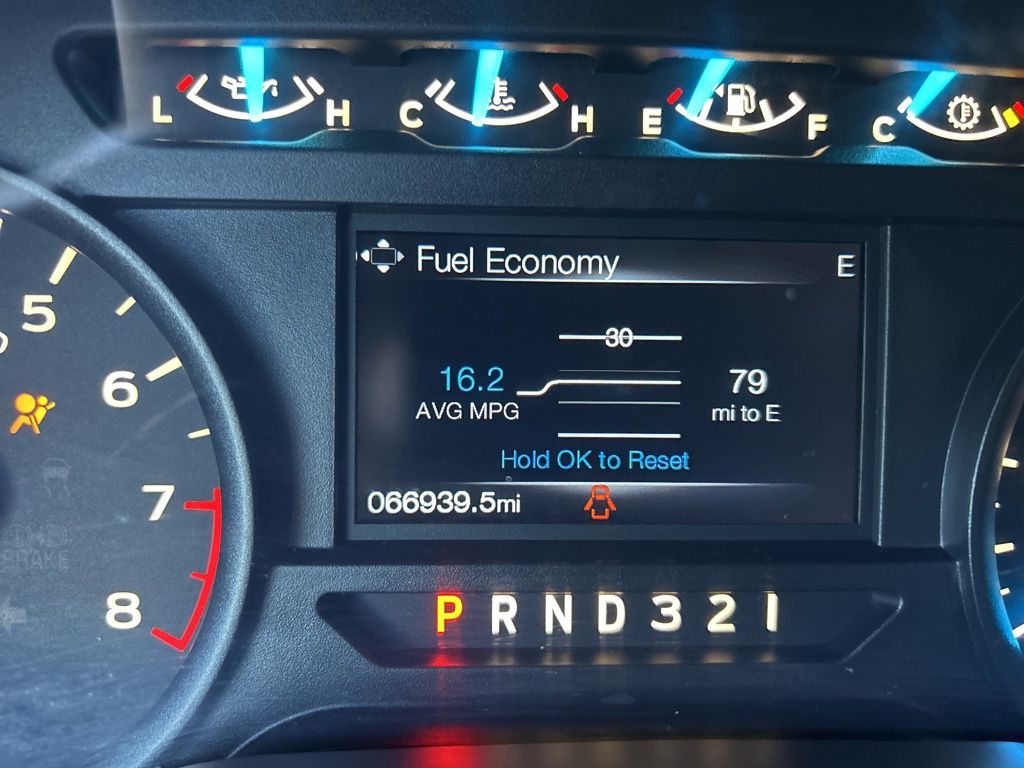 L H C H E F C
Fuel Economy E
5
30
6
16.2 79
AVG MPG mi to E
Hold OK to Reset
7
066939.5mi
BRAKE
8
P R N D 3 2 1